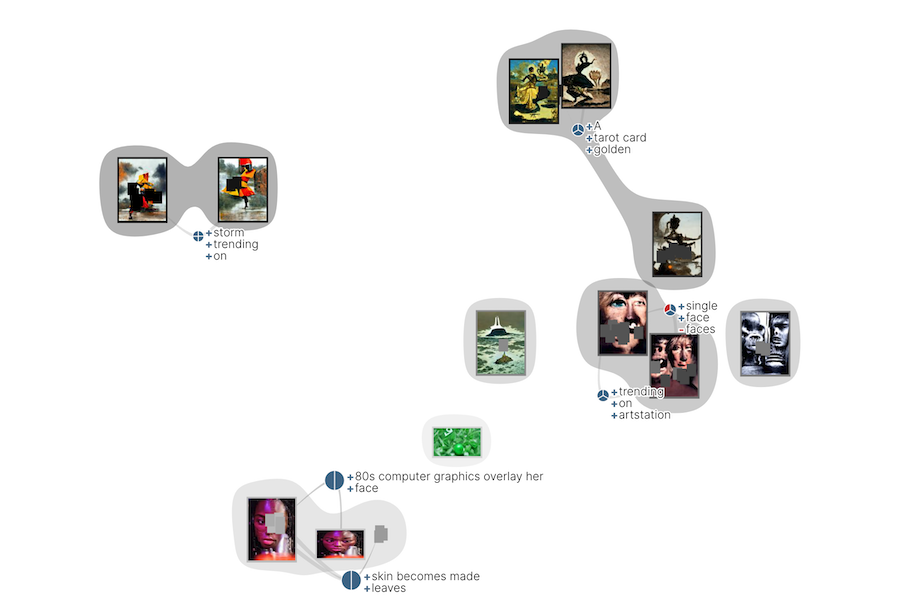 +A
+tarot card
+golden
+storm
+trending
+on
+single
+face
-faces
+trending
+on
+artstation
+80s computer graphics overlay her
+face
+skin becomes made
+leaves